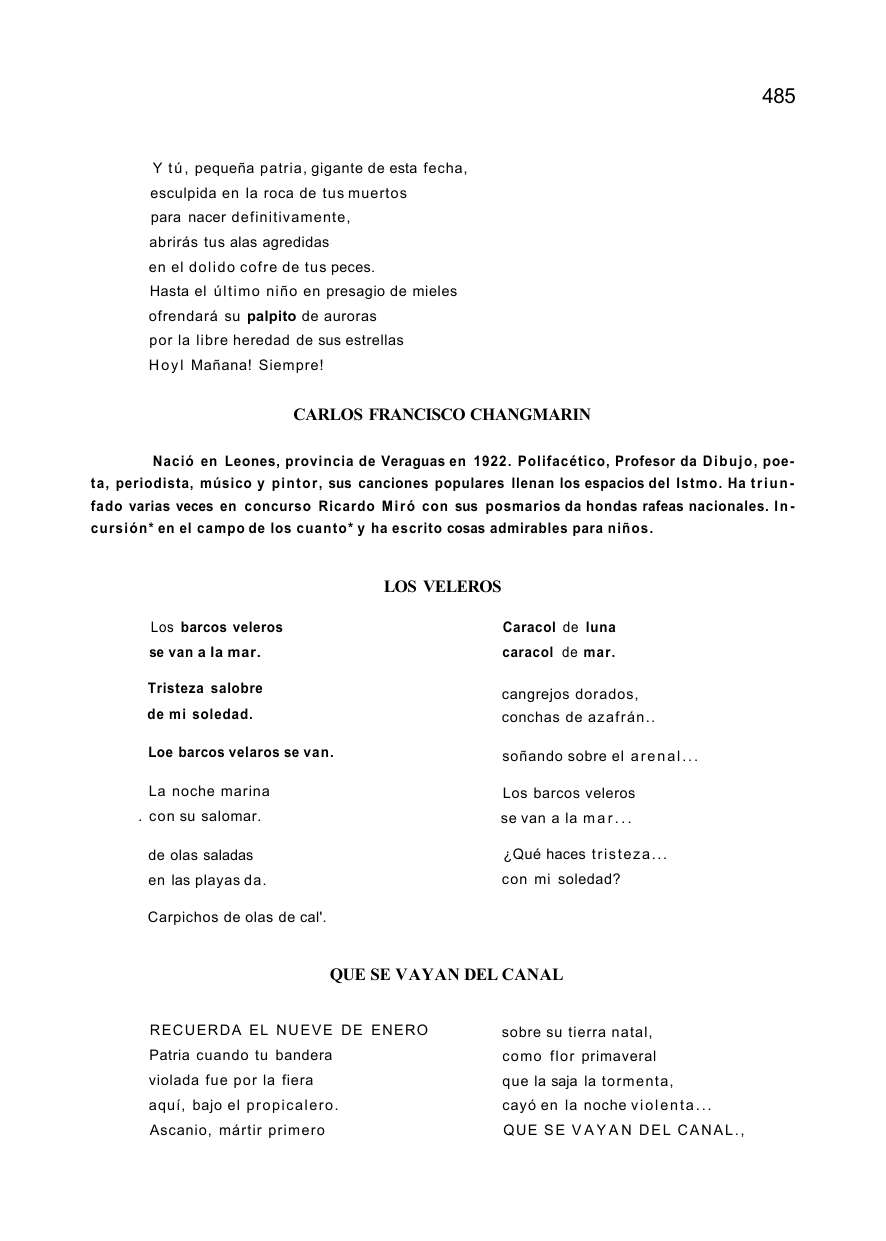 485
Y tú, pequeña patria, gigante de esta fecha,
esculpida en la roca de tus muertos
para nacer definitivamente,
abrirás tus alas agredidas
en el dolido cofre de tus peces.
Hasta el último niño en presagio de mieles
ofrendará su palpito de auroras
por la libre heredad de sus estrellas
HoyI Mañana! Siempre!
CARLOS FRANCISCO CHANGMARIN
Nació en Leones, provincia de Veraguas en 1922. Polifacético, Profesor da Dibujo, poe-
ta, periodista, músico y pintor, sus canciones populares llenan los espacios del Istmo. Ha triun-
fado varias veces en concurso Ricardo Miró con sus posmarios da hondas rafeas nacionales. In-
cursión* en el campo de los cuanto* y ha escrito cosas admirables para niños.
LOS VELEROS
Los barcos veleros
se van a la mar.
Tristeza salobre
de mi soledad.
Loe barcos velaros se van.
La noche marina
. con su salomar.
de olas saladas
en las playas da.
Carpichos de olas de cal'.
Caracol de luna
caracol de mar.
cangrejos dorados,
conchas de azafrán..
soñando sobre el arenal...
Los barcos veleros
se van a la mar...
¿Qué haces tristeza...
con mi soledad?
QUE SE VAYAN DEL CANAL
RECUERDA EL NUEVE DE ENERO
Patria cuando tu bandera
violada fue por la fiera
aquí, bajo el propicalero.
Ascanio, mártir primero
sobre su tierra natal,
como flor primaveral
que la saja la tormenta,
cayó en la noche violenta...
QUE SE VAYAN DEL CANAL.,